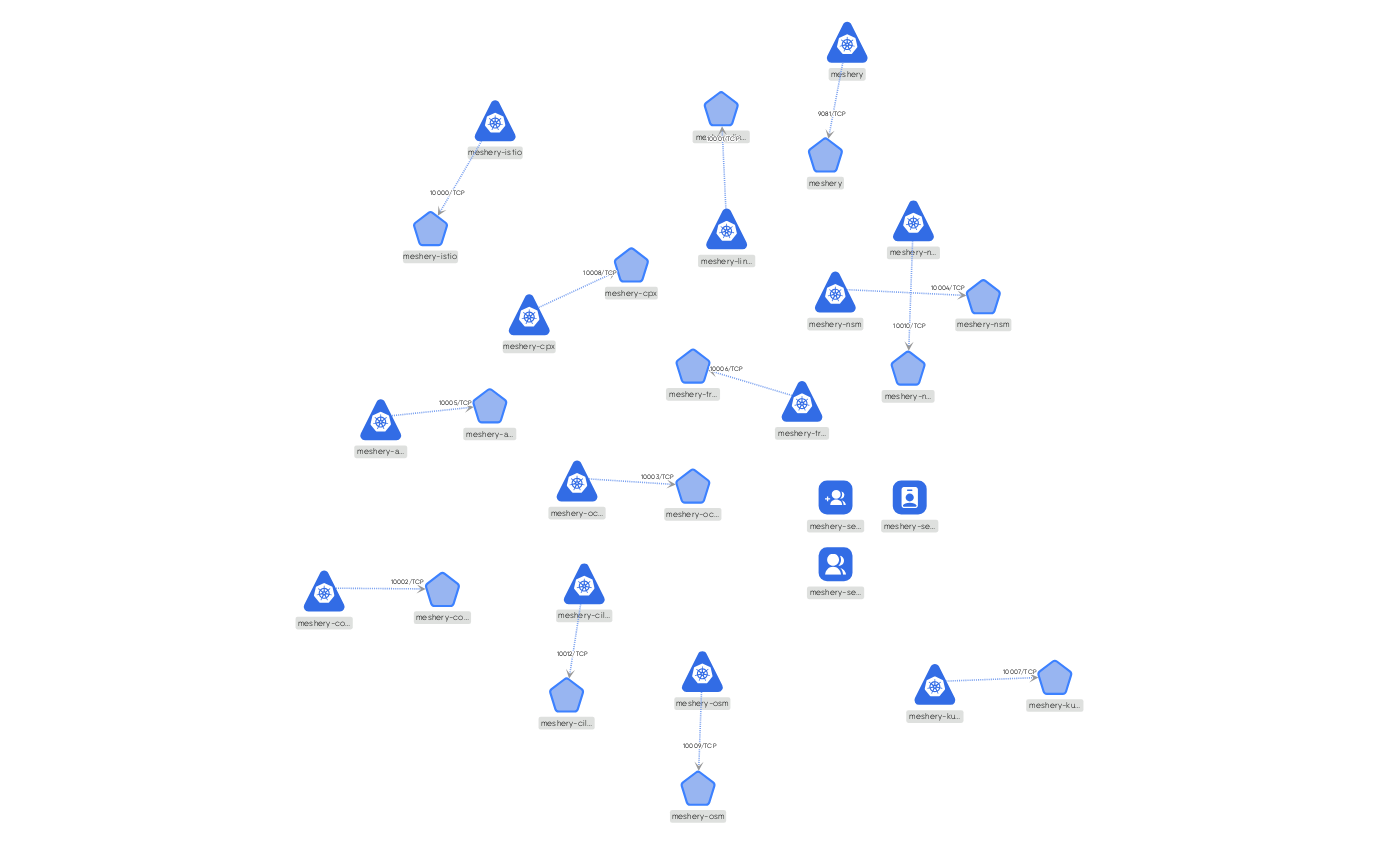 meshery
9081/TCP
meshery
meshery-istio
10000/TCP
meshery-istio
10001/TCP
meshery-lin...
meshery-n...
10010/TCP
meshery-n...
meshery-nsm
10004/TCP
meshery-nsm
10008/TCP
meshery-cpx
meshery-cpx
10006/TCP
meshery-tr...
meshery-tr...
10005/TCP
meshery-a...
meshery-a...
10003/TCP
meshery-oc...
meshery-oc...
meshery-se...
meshery-se...
meshery-se...
10002/TCP
meshery-co...
meshery-co...
meshery-cil...
10012/TCP
meshery-cil...
meshery-osm
10009/TCP
meshery-osm
10007/TCP
meshery-ku...
meshery-ku...